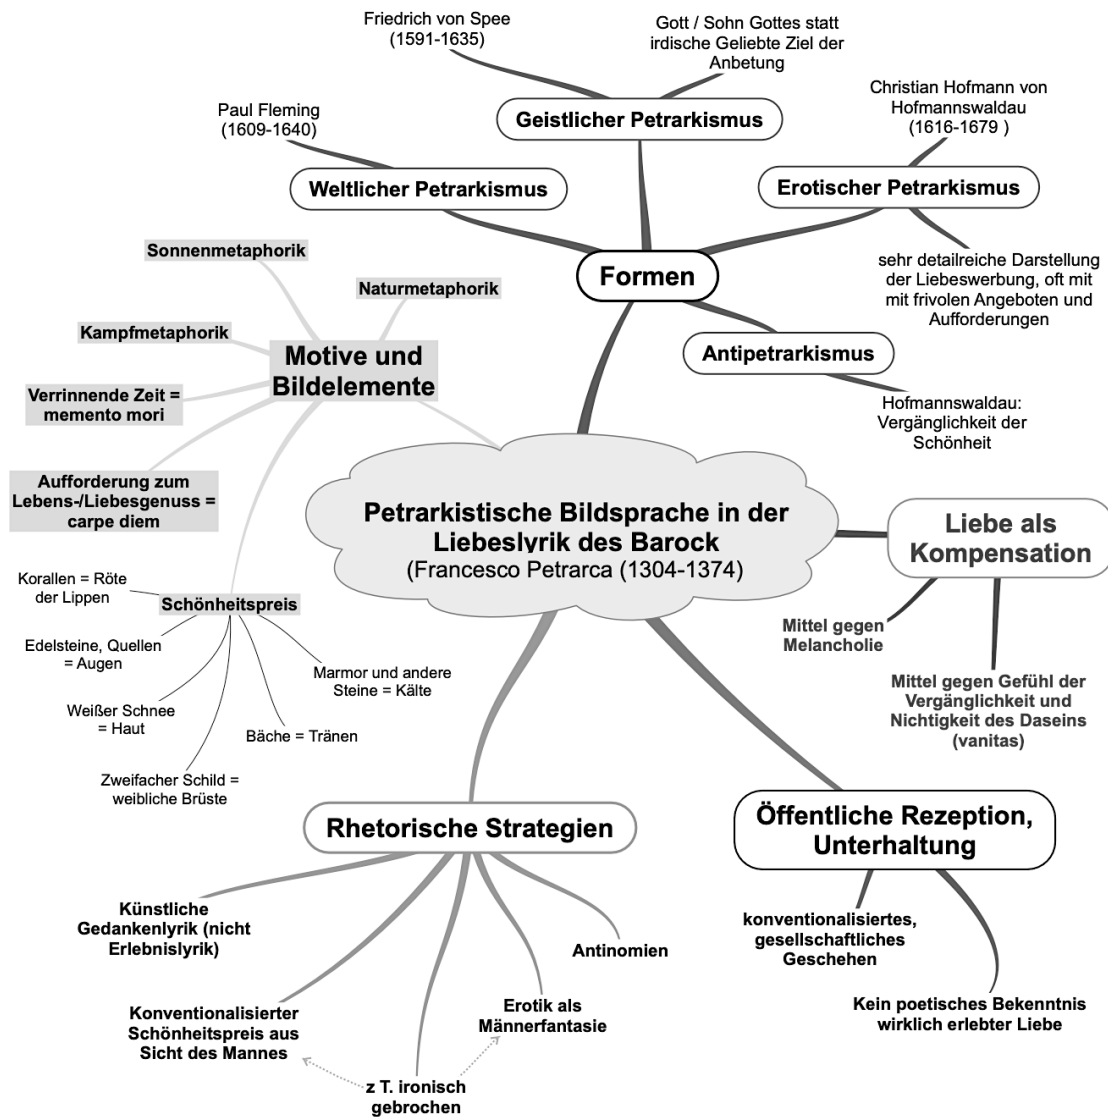 Friedrich von Spee
(1591-1635)
Gott / Sohn Gottes statt
irdische Geliebte Ziel der
Anbetung
Christian Hofmann von
Hofmannswaldau
(1616-1679 )
Paul Fleming
(1609-1640)
Geistlicher Petrarkismus
Weltlicher Petrarkismus
Erotischer Petrarkismus
Formen
sehr detailreiche Darstellung
der Liebeswerbung, oft mit
mit frivolen Angeboten und
Aufforderungen
Antipetrarkismus
Hofmannswaldau:
Vergänglichkeit der
Schönheit
Sonnenmetaphorik
Naturmetaphorik
Kampfmetaphorik
Motive und
Bildelemente
Verrinnende Zeit =
memento mori
Aufforderung zum
Lebens-/Liebesgenuss =
carpe diem
Petrarkistische Bildsprache in der
Liebeslyrik des Barock
(Francesco Petrarca (1304-1374)
Liebe als
Kompensation
Mittel gegen
Melancholie
Mittel gegen Gefühl der
Vergänglichkeit und
Nichtigkeit des Daseins
(vanitas)
Korallen = Röte
der Lippen
Schönheitspreis
Edelsteine, Quellen
= Augen
Marmor und andere
Steine = Kälte
Weißer Schnee
= Haut
Bäche = Tränen
Zweifacher Schild =
weibliche Brüste
Rhetorische Strategien
Künstliche
Gedankenlyrik (nicht
Erlebnislyrik)
Antinomien
Konventionalisierter
Schönheitspreis aus
Sicht des Mannes
Erotik als
Männerfantasie
z T. ironisch
gebrochen
Öffentliche Rezeption,
Unterhaltung
konventionalisiertes,
gesellschaftliches
Geschehen
Kein poetisches Bekenntnis
wirklich erlebter Liebe